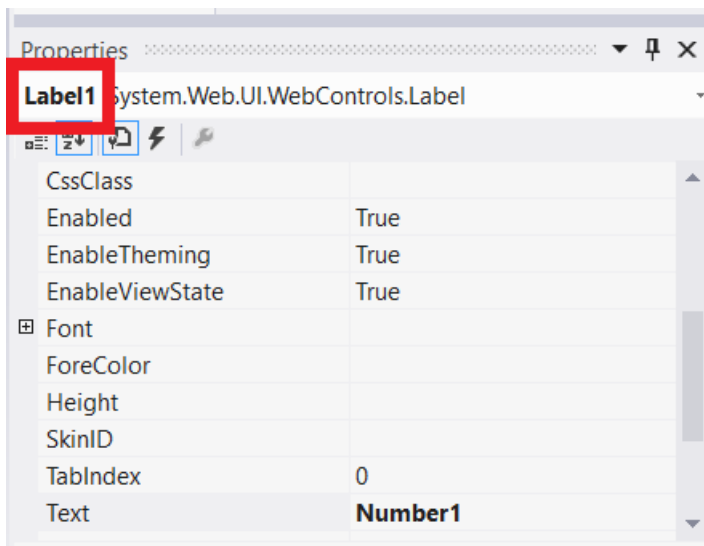 Properties
Label1 System.Web.UI.WebControls.Label
CssClass
Enabled True
EnableTheming True
EnableViewState True
Font
ForeColor
Height
SkinID
TabIndex 0
Text Number1